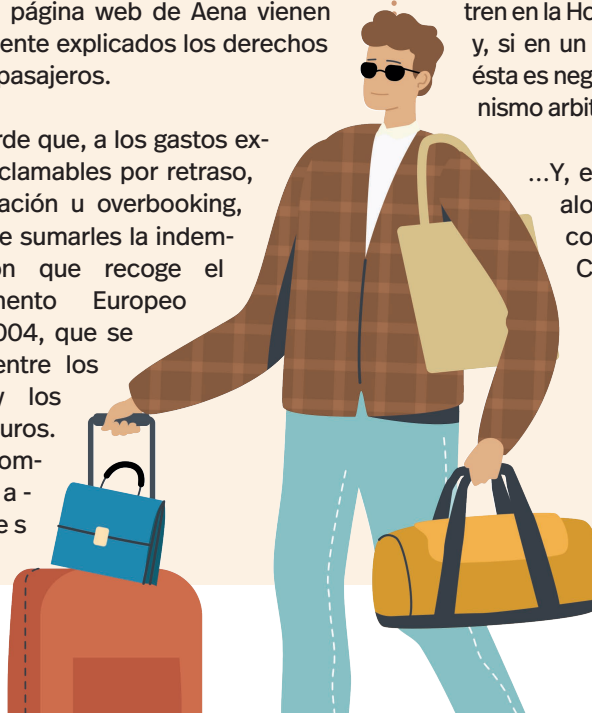 página web de Aena vienen
ente explicados los derechos
pasajeros.
rde que, a los gastos ex-
clamables por retraso,
ación u overbooking,
e sumarles la indem-
ón que recoge el
mento Europeo
004, que se
entre los
y los
uros.
om-
a -
e s
tren en la Ho
y, si en un
ésta es neg
nismo arbit
...Y, e
alo
co
C